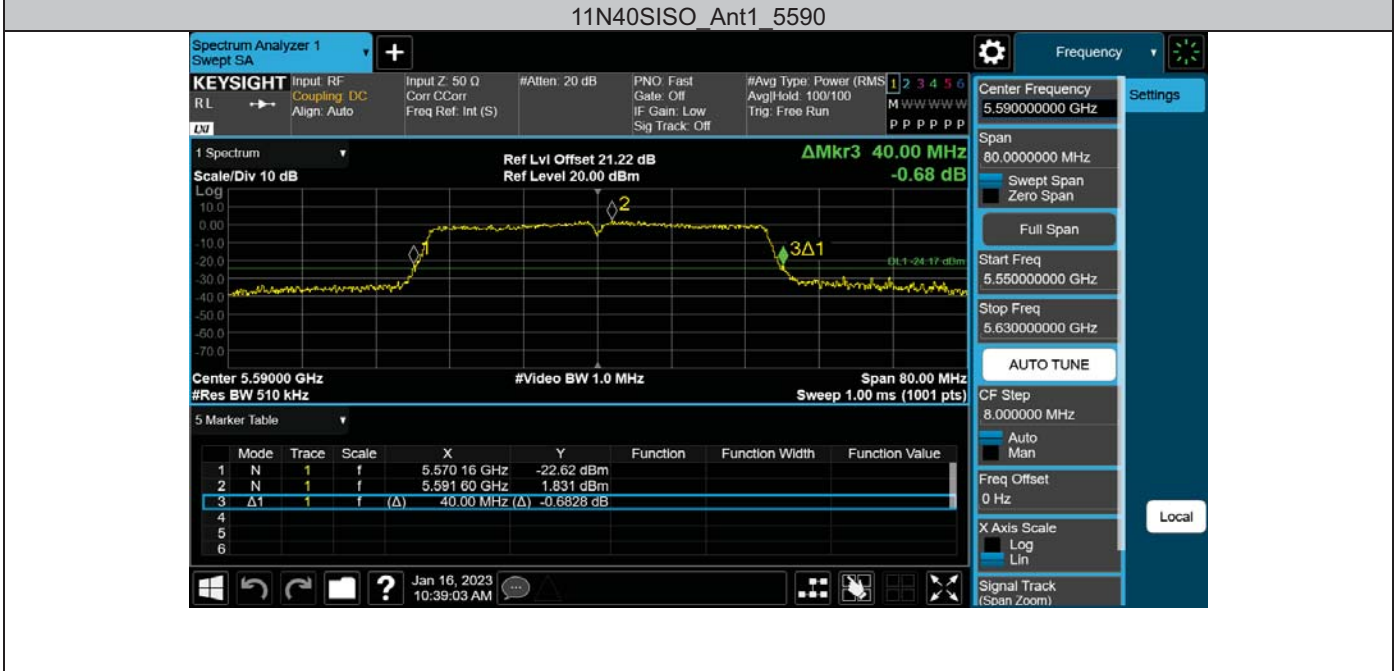 11N40SISO_Ant1_5590
Spectrum Analyzer 1
Swept SA
Frequency
KEYSIGHT
RL
LXI
Input: RF
Coupling: DC
Align: Auto
Input Z: 50 Ω
Corr CCorr
Freq Ref: Int (S)
#Atten: 20 dB
PNO: Fast
Gate: Off
IF Gain: Low
Sig Track: Off
#Avg Type: Power (RMS
Avg|Hold: 100/100
Trig: Free Run
1 2 3 4 5 6
M W W W W W
P P P P P P
Center Frequency
5.590000000 GHz
Settings
Span
80.0000000 MHz
Swept Span
Zero Span
Full Span
Start Freq
5.550000000 GHz
Stop Freq
5.630000000 GHz
AUTO TUNE
CF Step
8.000000 MHz
Auto
Man
Freq Offset
0 Hz
X Axis Scale
Log
Lin
Signal Track
(Span Zoom)
Local
1 Spectrum
Scale/Div 10 dB
Ref Lvl Offset 21.22 dB
Ref Level 20.00 dBm
ΔMkr3 40.00 MHz
-0.68 dB
Log
10.0
0.00
-10.0
-20.0
-30.0
-40.0
-50.0
-60.0
-70.0
1
2
3Δ1
DL1 -24.17 dBm
Center 5.59000 GHz
#Video BW 1.0 MHz
Span 80.00 MHz
#Res BW 510 kHz
Sweep 1.00 ms (1001 pts)
5 Marker Table
Mode Trace Scale X Y Function Function Width Function Value
1 N 1 f 5.570 16 GHz -22.62 dBm
2 N 1 f 5.591 60 GHz 1.831 dBm
3 Δ1 1 f (Δ) 40.00 MHz (Δ) -0.6828 dB
4
5
6
?
Jan 16, 2023
10:39:03 AM